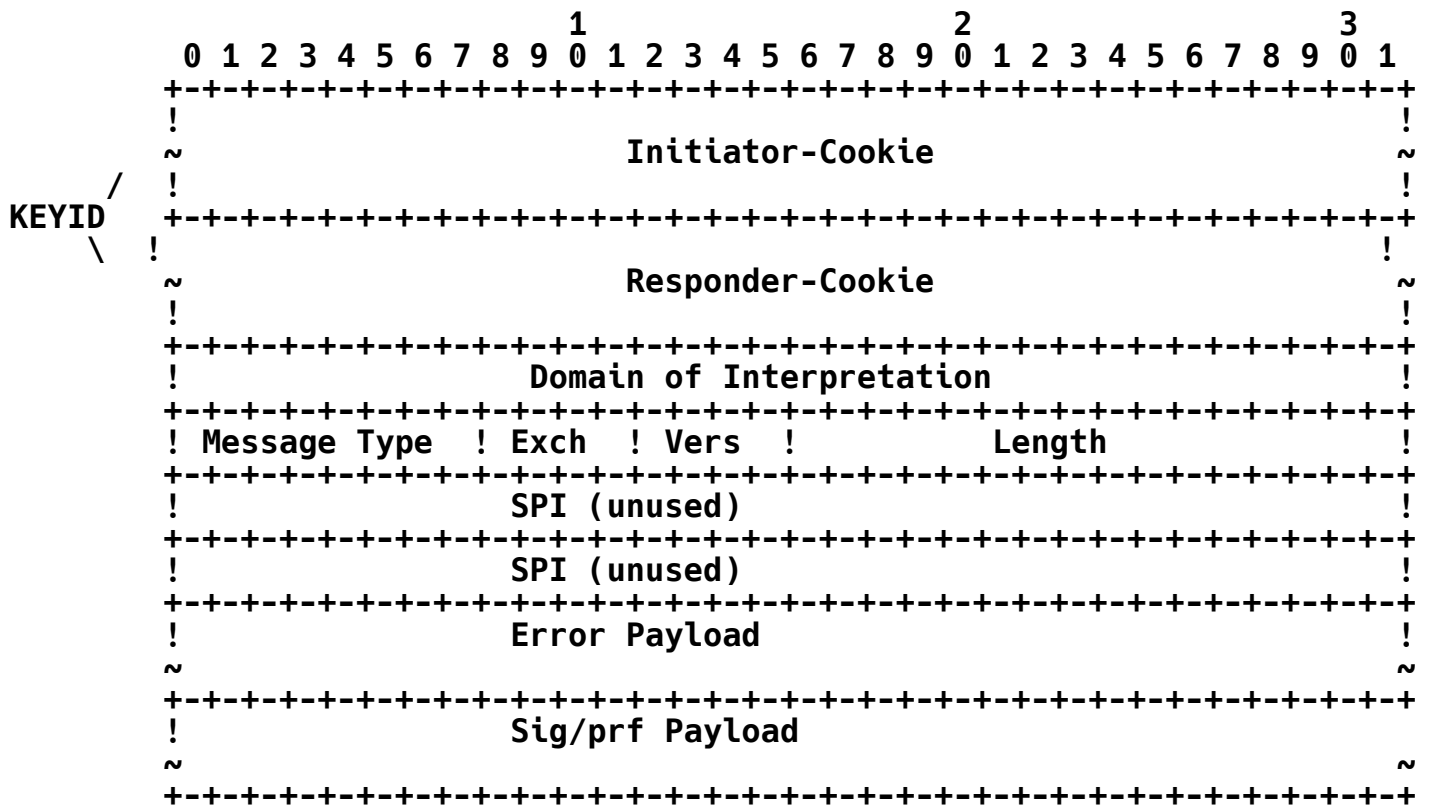 1                   2                   3
         0 1 2 3 4 5 6 7 8 9 0 1 2 3 4 5 6 7 8 9 0 1 2 3 4 5 6 7 8 9 0 1
        +-+-+-+-+-+-+-+-+-+-+-+-+-+-+-+-+-+-+-+-+-+-+-+-+-+-+-+-+-+-+-+-+
        !                                                               !
        ~                       Initiator-Cookie                        ~
     /  !                                                               !
KEYID   +-+-+-+-+-+-+-+-+-+-+-+-+-+-+-+-+-+-+-+-+-+-+-+-+-+-+-+-+-+-+-+-+
    \  !                                                               !
        ~                       Responder-Cookie                        ~
        !                                                               !
        +-+-+-+-+-+-+-+-+-+-+-+-+-+-+-+-+-+-+-+-+-+-+-+-+-+-+-+-+-+-+-+-+
        !                  Domain of Interpretation                     !
        +-+-+-+-+-+-+-+-+-+-+-+-+-+-+-+-+-+-+-+-+-+-+-+-+-+-+-+-+-+-+-+-+
        ! Message Type  ! Exch  ! Vers  !          Length               !
        +-+-+-+-+-+-+-+-+-+-+-+-+-+-+-+-+-+-+-+-+-+-+-+-+-+-+-+-+-+-+-+-+
        !                 SPI (unused)                                  !
        +-+-+-+-+-+-+-+-+-+-+-+-+-+-+-+-+-+-+-+-+-+-+-+-+-+-+-+-+-+-+-+-+
        !                 SPI (unused)                                  !
        +-+-+-+-+-+-+-+-+-+-+-+-+-+-+-+-+-+-+-+-+-+-+-+-+-+-+-+-+-+-+-+-+
        !                 Error Payload                                 !
        ~                                                               ~
        +-+-+-+-+-+-+-+-+-+-+-+-+-+-+-+-+-+-+-+-+-+-+-+-+-+-+-+-+-+-+-+-+
        !                 Sig/prf Payload
        ~                                                               ~
        +-+-+-+-+-+-+-+-+-+-+-+-+-+-+-+-+-+-+-+-+-+-+-+-+-+-+-+-+-+-+-+-+